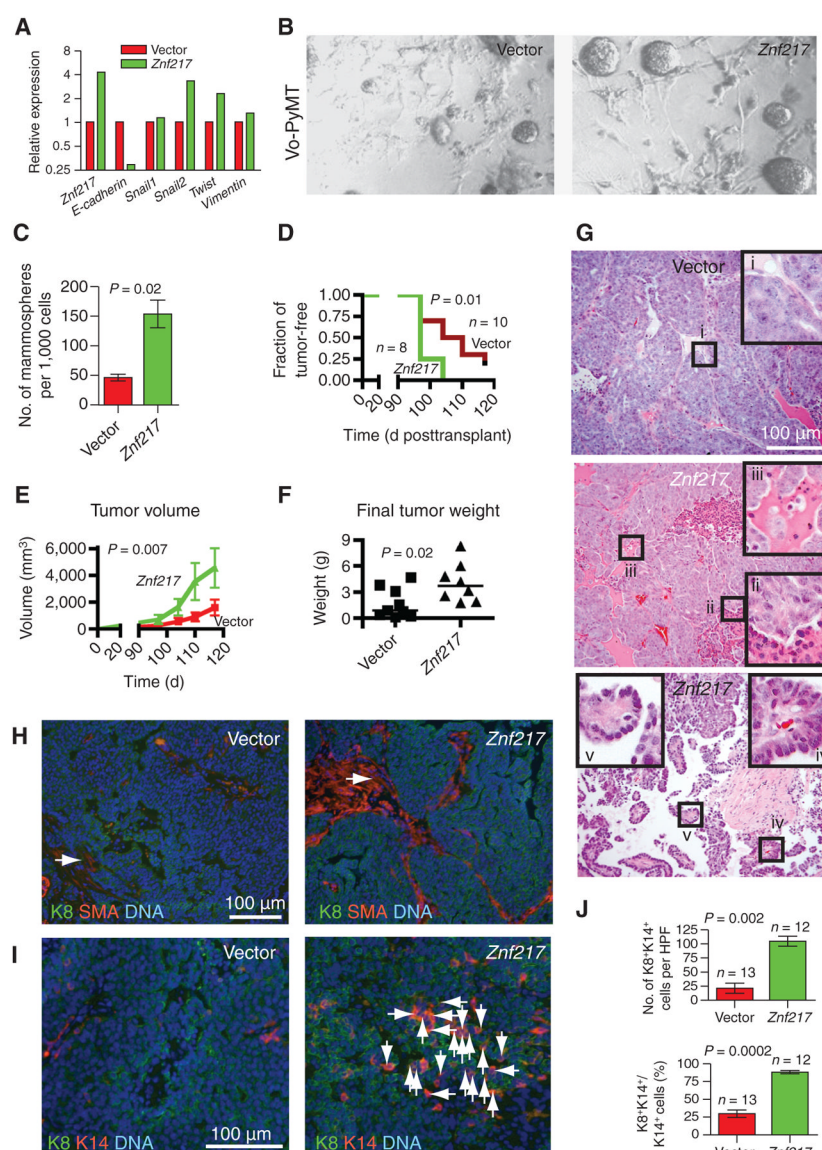 A
Vector
Znf217
Relative expression
8
4
2
1
0.5
0.25
Znf217
E-cadherin
Snail1
Snail2
Twist
Vimentin
B
Vo-PyMT
Vector
Znf217
C
P = 0.02
No. of mammospheres
per 1,000 cells
200
150
100
50
0
Vector
Znf217
D
Fraction of
tumor-free
1.00
0.75
0.50
0.25
0.00
P = 0.01
n = 10
Vector
n = 8
Znf217
0
20
90
100
110
120
Time (d posttransplant)
E
Tumor volume
Volume (mm³)
6,000
4,000
2,000
0
P = 0.007
Znf217
Vector
0
20
90
100
110
120
Time (d)
F
Final tumor weight
Weight (g)
9
6
3
0
P = 0.02
Vector
Znf217
G
Vector
i
i
100 µm
Znf217
iii
iii
ii
ii
Znf217
v
iv
v
iv
H
Vector
K8 SMA DNA
100 µm
Znf217
K8 SMA DNA
I
Vector
K8 K14 DNA
100 µm
Znf217
K8 K14 DNA
J
No. of K8⁺K14⁺
cells per HPF
125
100
75
50
25
0
P = 0.002
n = 12
n = 13
Vector
Znf217
K8⁺K14⁺/
K14⁺ cells (%)
100
75
50
25
0
P = 0.0002
n = 12
n = 13
Vector
Znf217